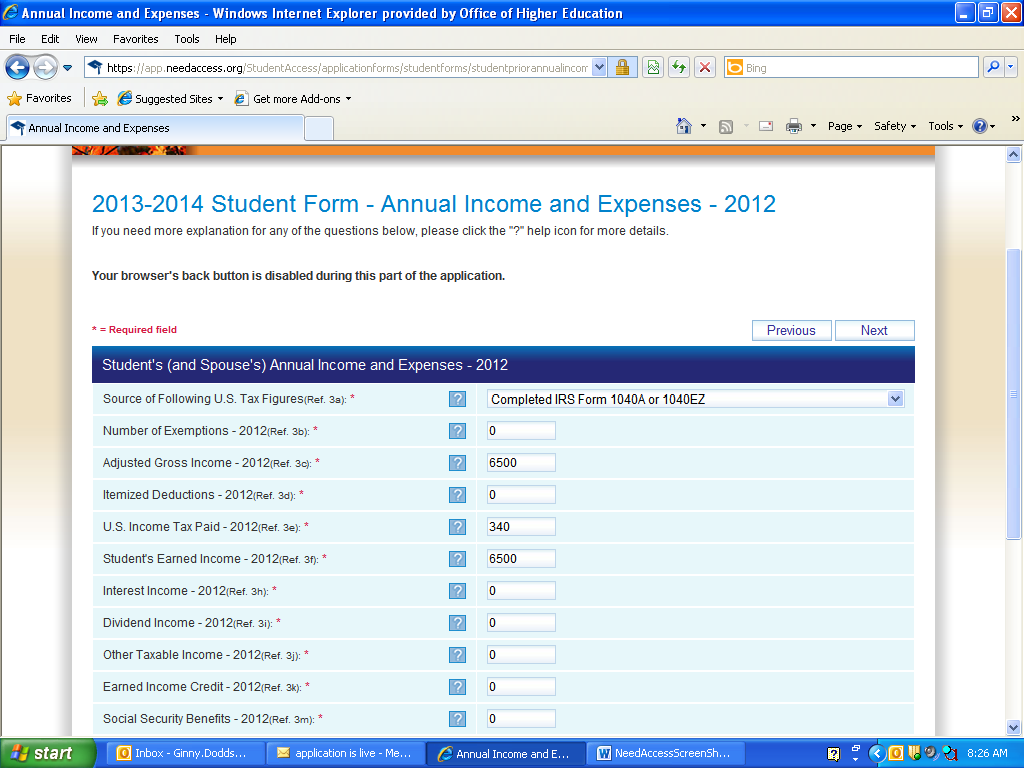 Annual Income and Expenses - Windows Internet Explorer provided by Office of Higher Education
File Edit View Favorites Tools Help
https://app.needaccess.org/StudentAccess/applicationforms/studentforms/studentpriorannualincom
Bing
Favorites Suggested Sites Get more Add-ons
Annual Income and Expenses
Page Safety Tools »
2013-2014 Student Form - Annual Income and Expenses - 2012
If you need more explanation for any of the questions below, please click the "?" help icon for more details.
Your browser's back button is disabled during this part of the application.
* = Required field
Previous Next
Student's (and Spouse's) Annual Income and Expenses - 2012
Source of Following U.S. Tax Figures(Ref. 3a): * ? Completed IRS Form 1040A or 1040EZ
Number of Exemptions - 2012(Ref. 3b): * ? 0
Adjusted Gross Income - 2012(Ref. 3c): * ? 6500
Itemized Deductions - 2012(Ref. 3d): * ? 0
U.S. Income Tax Paid - 2012(Ref. 3e): * ? 340
Student's Earned Income - 2012(Ref. 3f): * ? 6500
Interest Income - 2012(Ref. 3h): * ? 0
Dividend Income - 2012(Ref. 3i): * ? 0
Other Taxable Income - 2012(Ref. 3j): * ? 0
Earned Income Credit - 2012(Ref. 3k): * ? 0
Social Security Benefits - 2012(Ref. 3m): * ? 0
start Inbox - Ginny.Dodds... application is live - Me... Annual Income and E... NeedAccessScreenSh... 8:26 AM